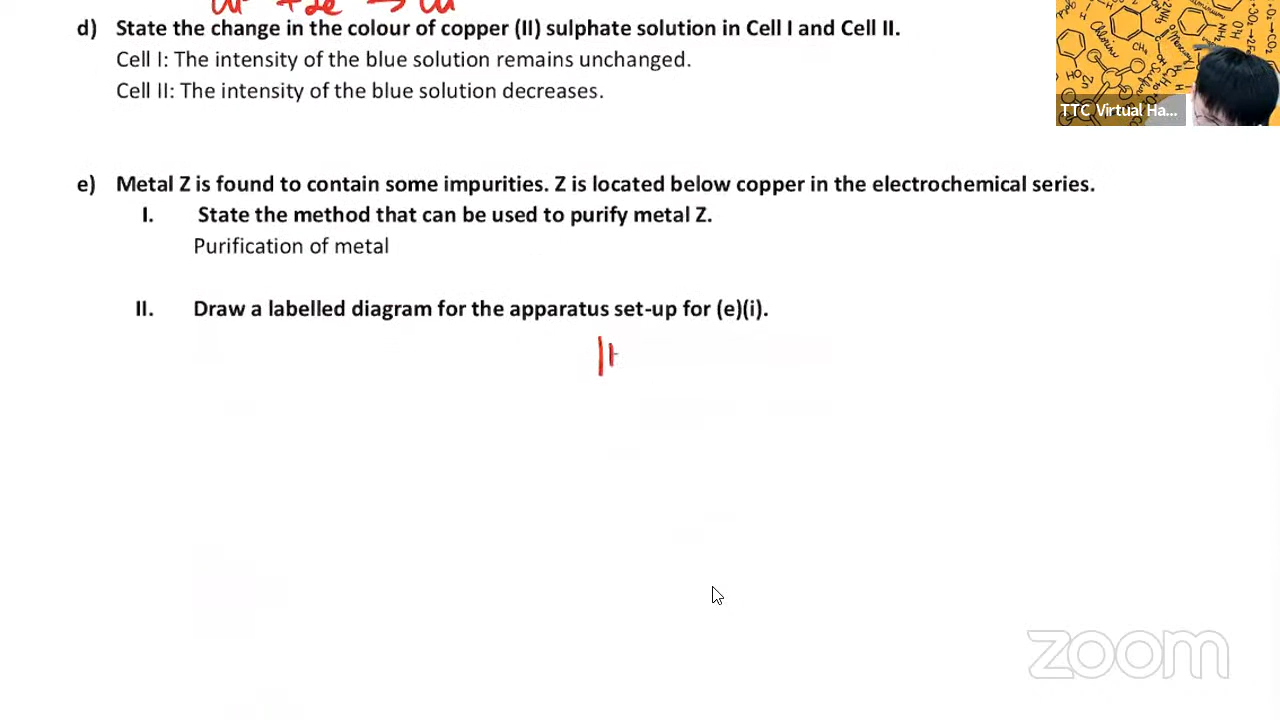 d) State the change in the colour of copper (II) sulphate solution in Cell I and Cell II.
Cell I: The intensity of the blue solution remains unchanged.
Cell II: The intensity of the blue solution decreases.
TTC Virtual Ha...
e) Metal Z is found to contain some impurities. Z is located below copper in the electrochemical series.
I. State the method that can be used to purify metal Z.
Purification of metal
II. Draw a labelled diagram for the apparatus set-up for (e)(i).
zoom